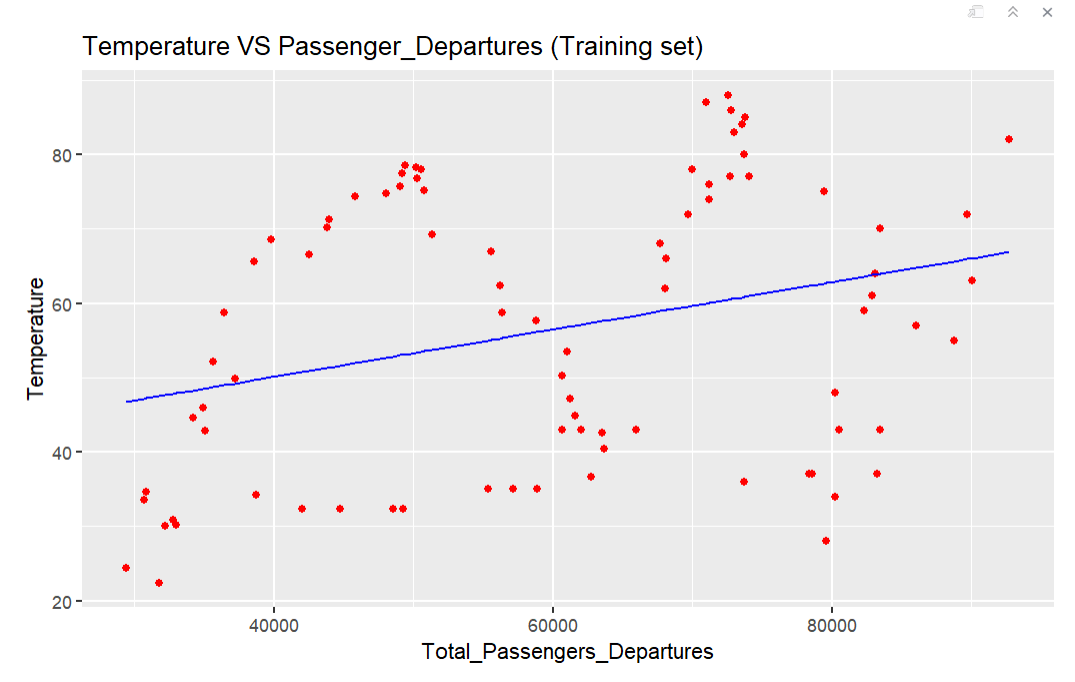 Temperature VS Passenger_Departures (Training set)
80
60
40
20
Temperature
40000
60000
80000
Total_Passengers_Departures